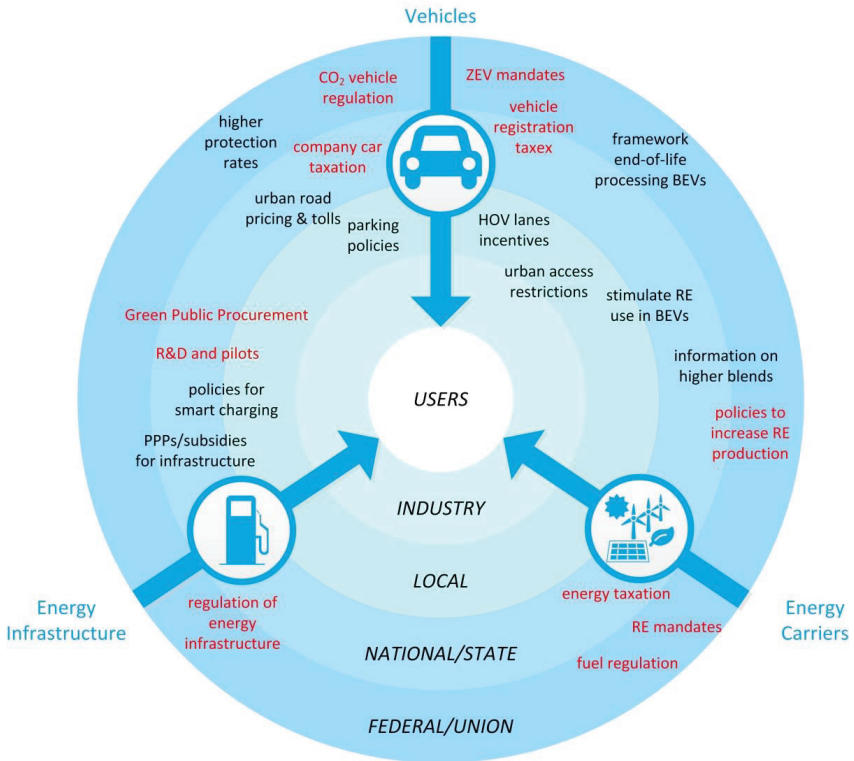 Vehicles
CO₂ vehicle
regulation
ZEV mandates
higher
protection
rates
vehicle
registration
taxex
framework
end-of-life
processing BEVs
company car
taxation
urban road
pricing & tolls
parking
policies
HOV lanes
incentives
urban access
restrictions
stimulate RE
use in BEVs
Green Public Procurement
R&D and pilots
information on
higher blends
policies for
smart charging
USERS
policies to
increase RE
production
PPPs/subsidies
for infrastructure
INDUSTRY
LOCAL
Energy
Infrastructure
regulation of
energy
infrastructure
energy taxation
RE mandates
fuel regulation
Energy
Carriers
NATIONAL/STATE
FEDERAL/UNION